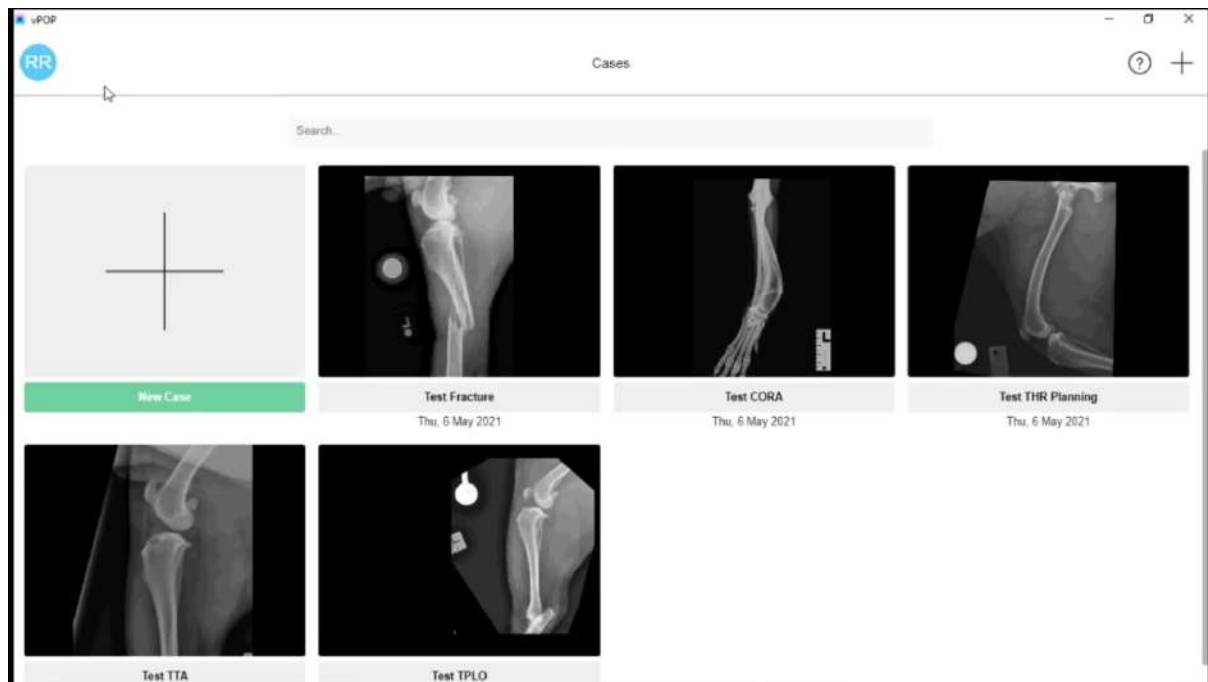 vPOP
RR
Cases
?
Search...
New Case
Test Fracture
Thu, 6 May 2021
Test CORA
Thu, 6 May 2021
L
Test THR Planning
Thu, 6 May 2021
Test TTA
Test TPLO